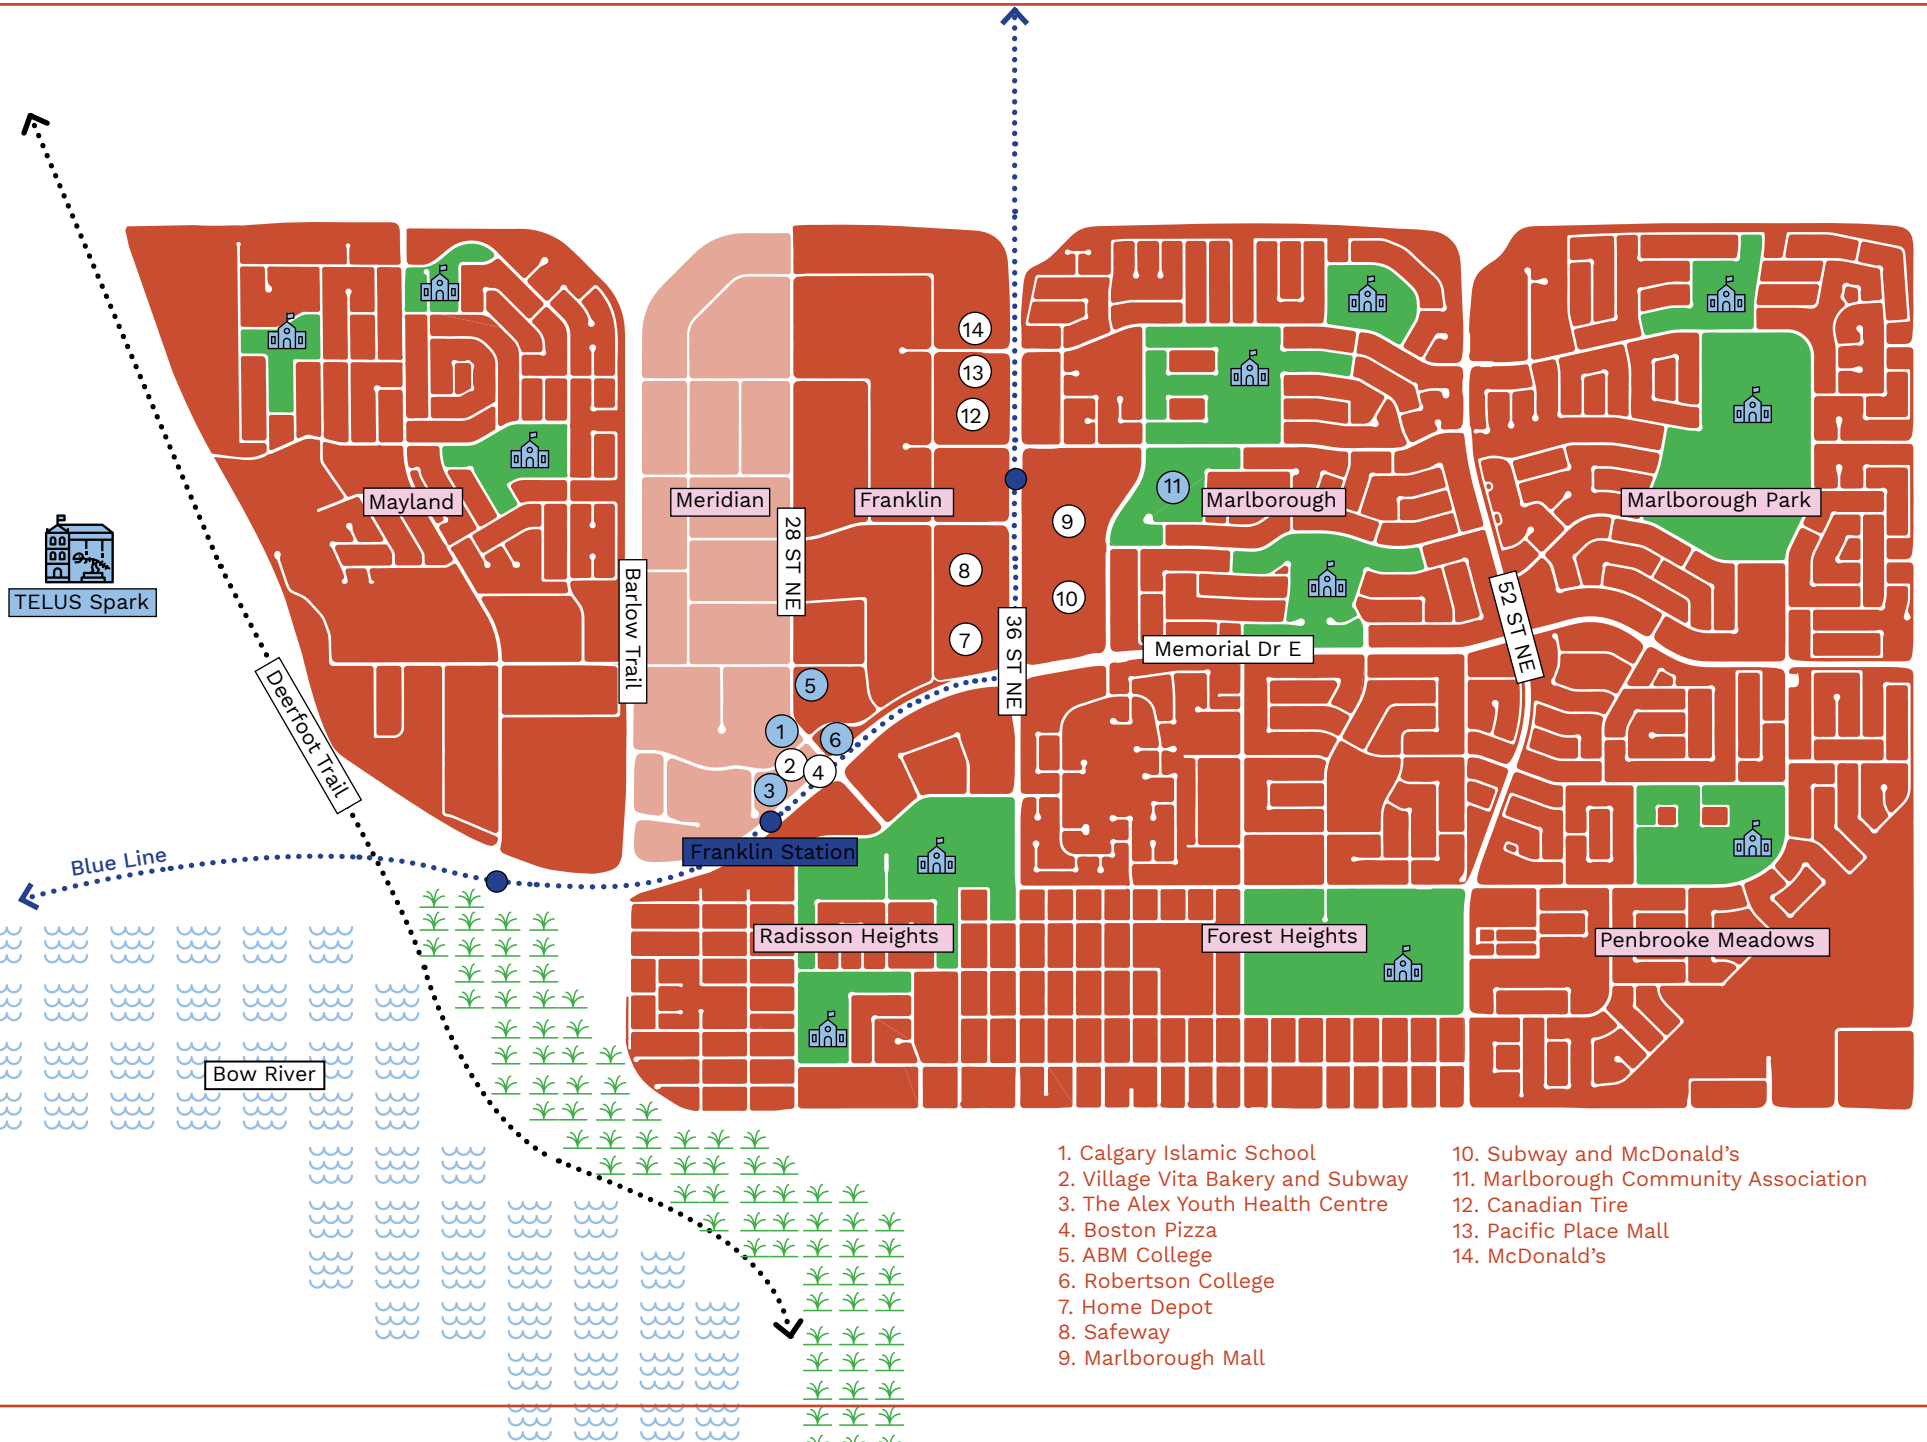 14
13
12
11
Mayland
Meridian
Franklin
Marlborough
Marlborough Park
9
28 ST NE
8
10
TELUS Spark
Barlow Trail
7
36 ST NE
Memorial Dr E
52 ST NE
5
Deerfoot Trail
1
6
2
4
3
Franklin Station
Blue Line
Radisson Heights
Forest Heights
Penbrooke Meadows
Bow River
1. Calgary Islamic School
2. Village Vita Bakery and Subway
3. The Alex Youth Health Centre
4. Boston Pizza
5. ABM College
6. Robertson College
7. Home Depot
8. Safeway
9. Marlborough Mall
10. Subway and McDonald's
11. Marlborough Community Association
12. Canadian Tire
13. Pacific Place Mall
14. McDonald's